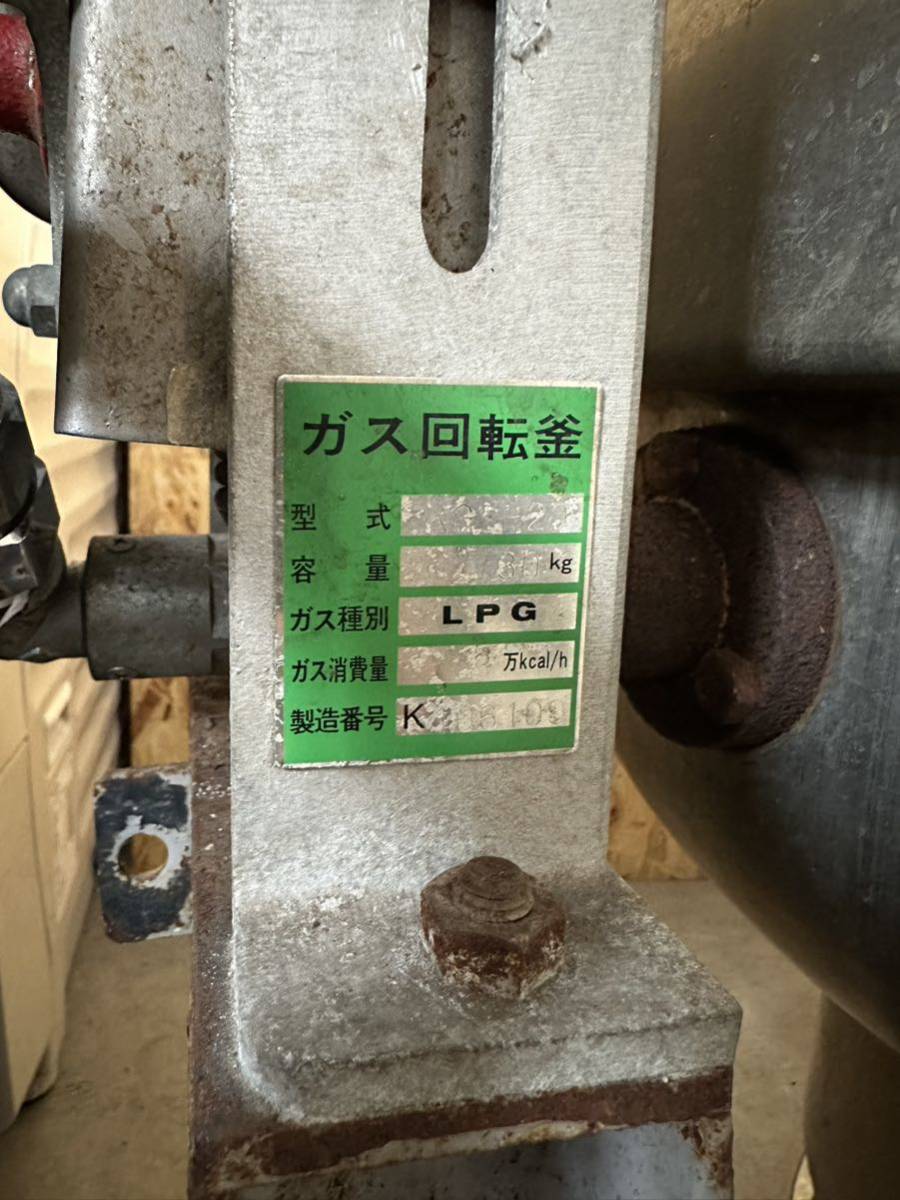 ガス回転釜
型 式
容 量 kg
ガス種別 LPG
ガス消費量 万kcal/h
製造番号 K